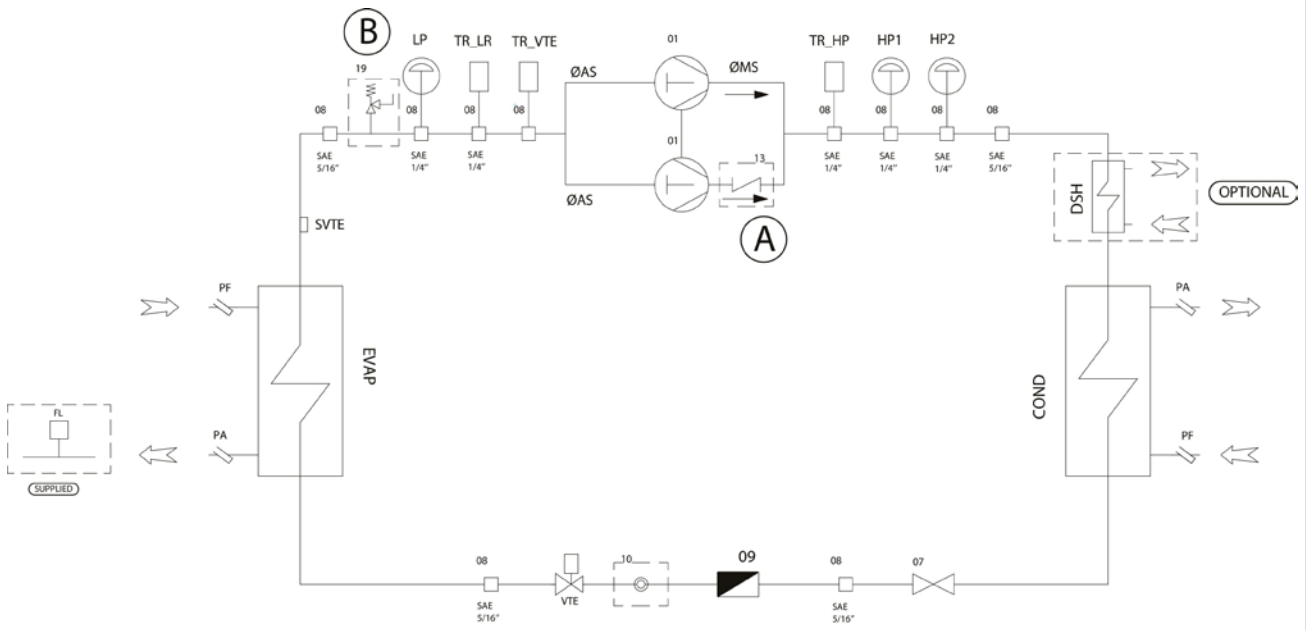 B
LP
TR_LR
TR_VTE
01
ØMS
TR_HP
HP1
HP2
19
ØAS
08
08
08
08
08
08
08
08
SAE
5/16"
SAE
1/4"
SAE
1/4"
01
13
SAE
1/4"
SAE
1/4"
SAE
1/4"
SAE
5/16"
ØAS
A
DSH
OPTIONAL
SVTE
PF
EVAP
PA
COND
FL
PA
PF
SUPPLIED
08
10
09
08
07
VTE
SAE
5/16"
SAE
5/16"